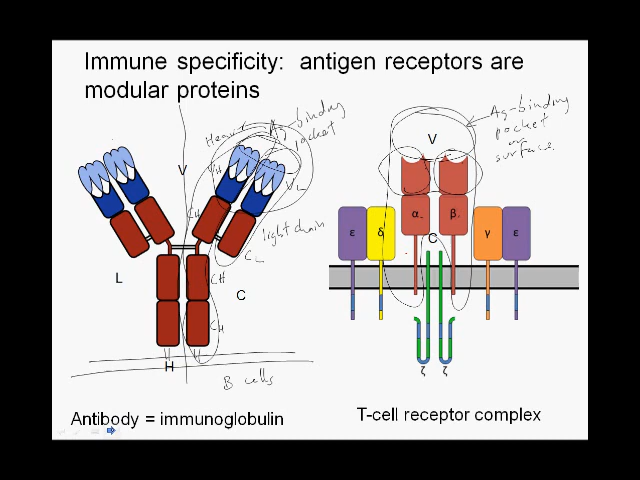 Immune specificity: antigen receptors are
modular proteins
Heavy
Ag-binding
pocket
Ag-binding
pocket
or
surface
V
V
VH
VL
CH
light chain
CL
α
β
ε
δ
γ
ε
C
L
CH
C
CH
H
B cells
ζ
ζ
Antibody = immunoglobulin
T-cell receptor complex